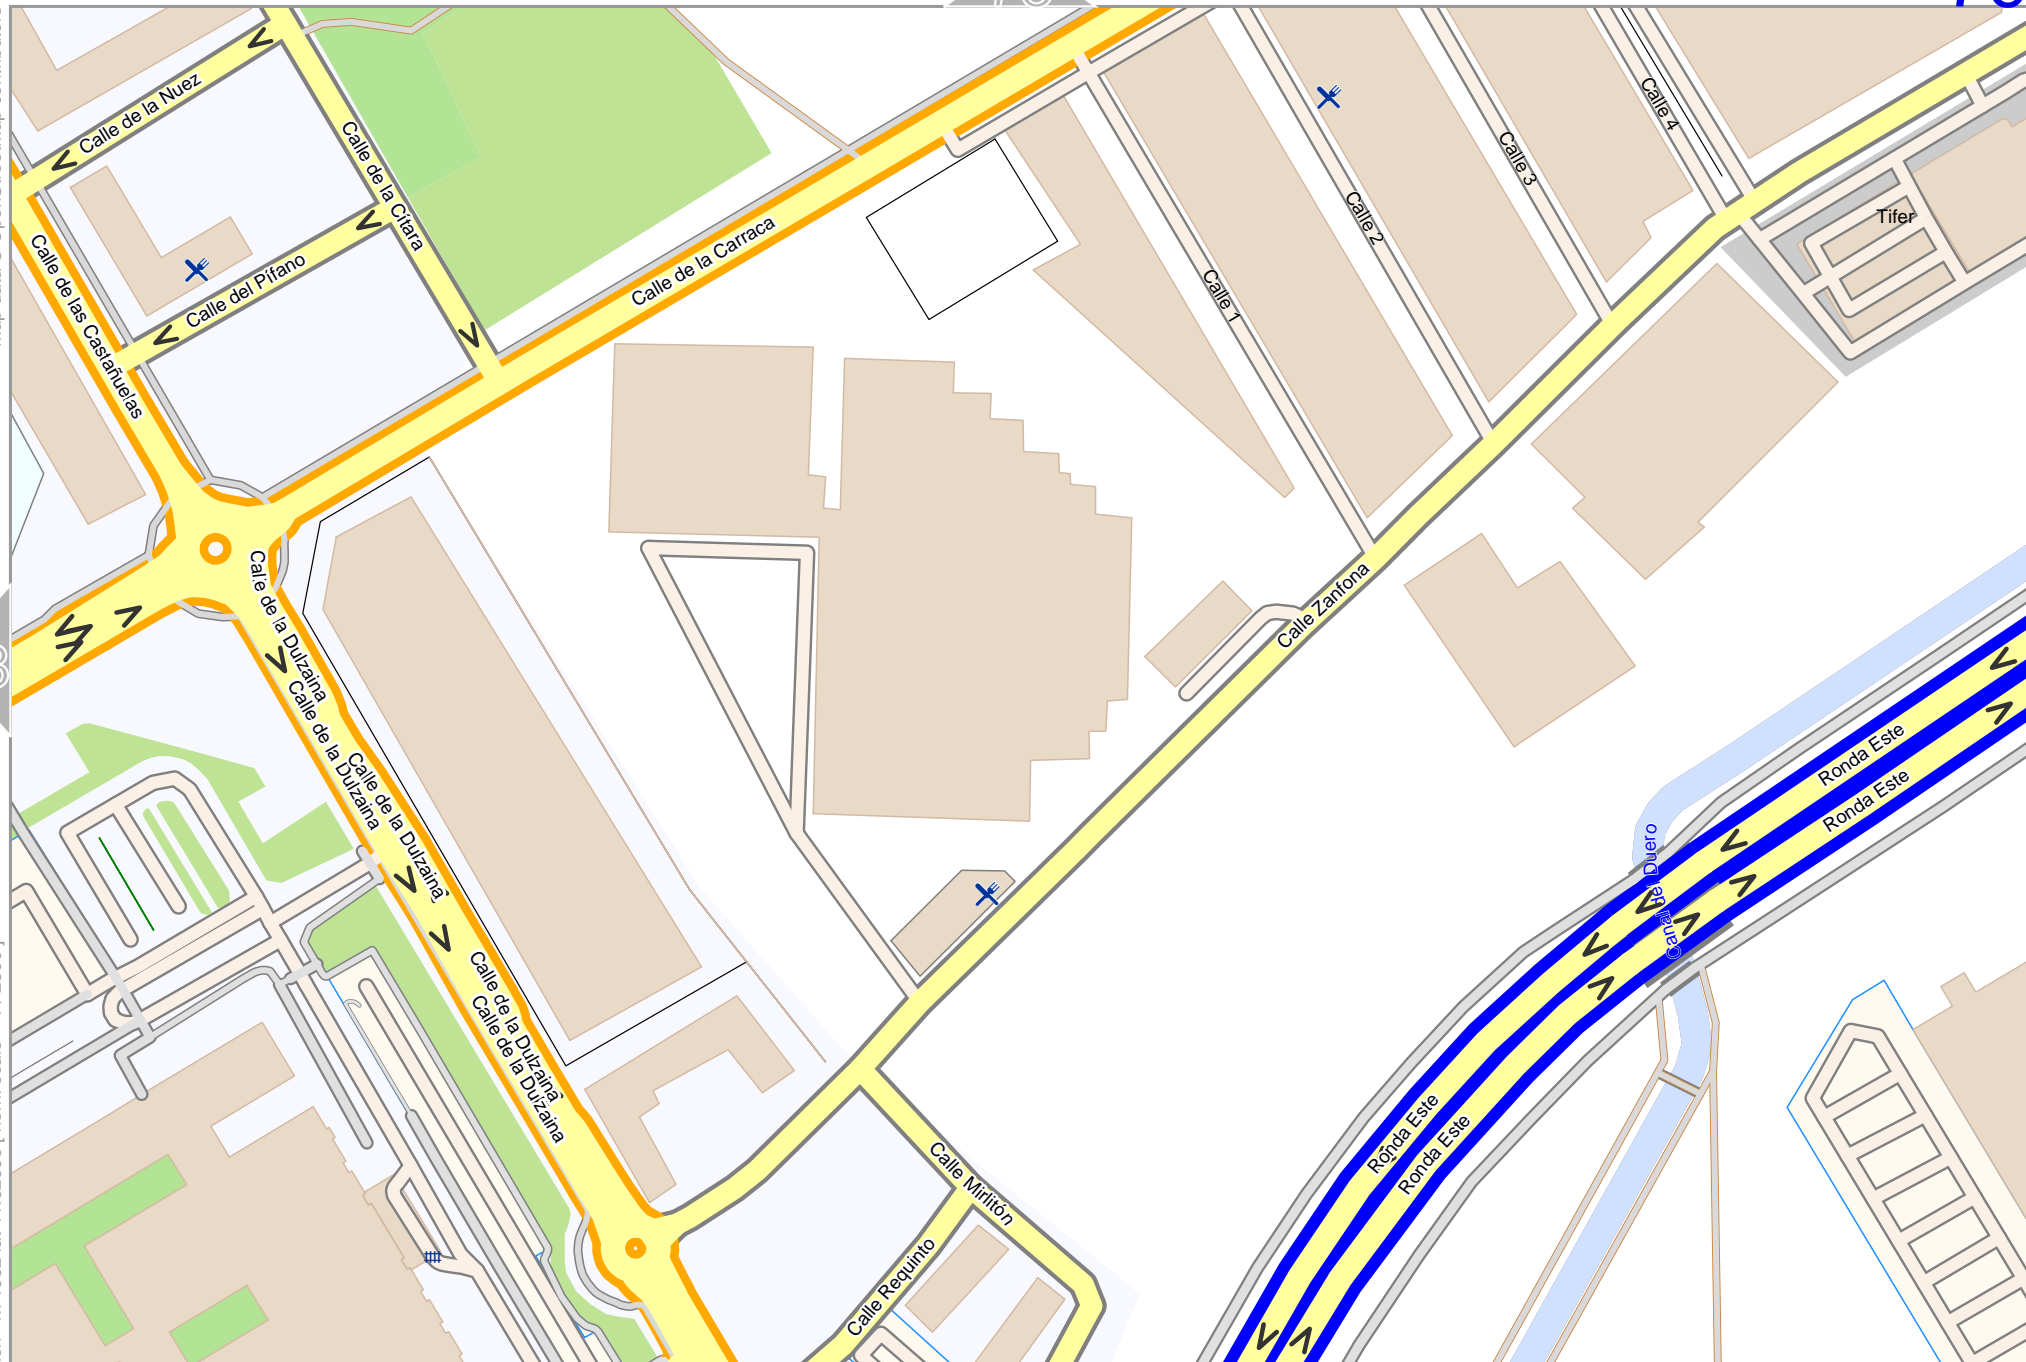 Calle de la Nuez
Calle de la Cítara
Calle 4
Calle 3
Calle 2
Tifer
Calle de la Carraca
Calle del Pífano
Calle de las Castañuelas
Calle 1
Calle Zanfona
Calle de la Dulzaina
Calle de la Dulzaina
Calle de la Dulzaina
Ronda Este
Ronda Este
Canal del Duero
Calle de la Dulzaina
Calle de la Dulzaina
Ronda Este
Ronda Este
Calle Mirlitón
Calle Requinto